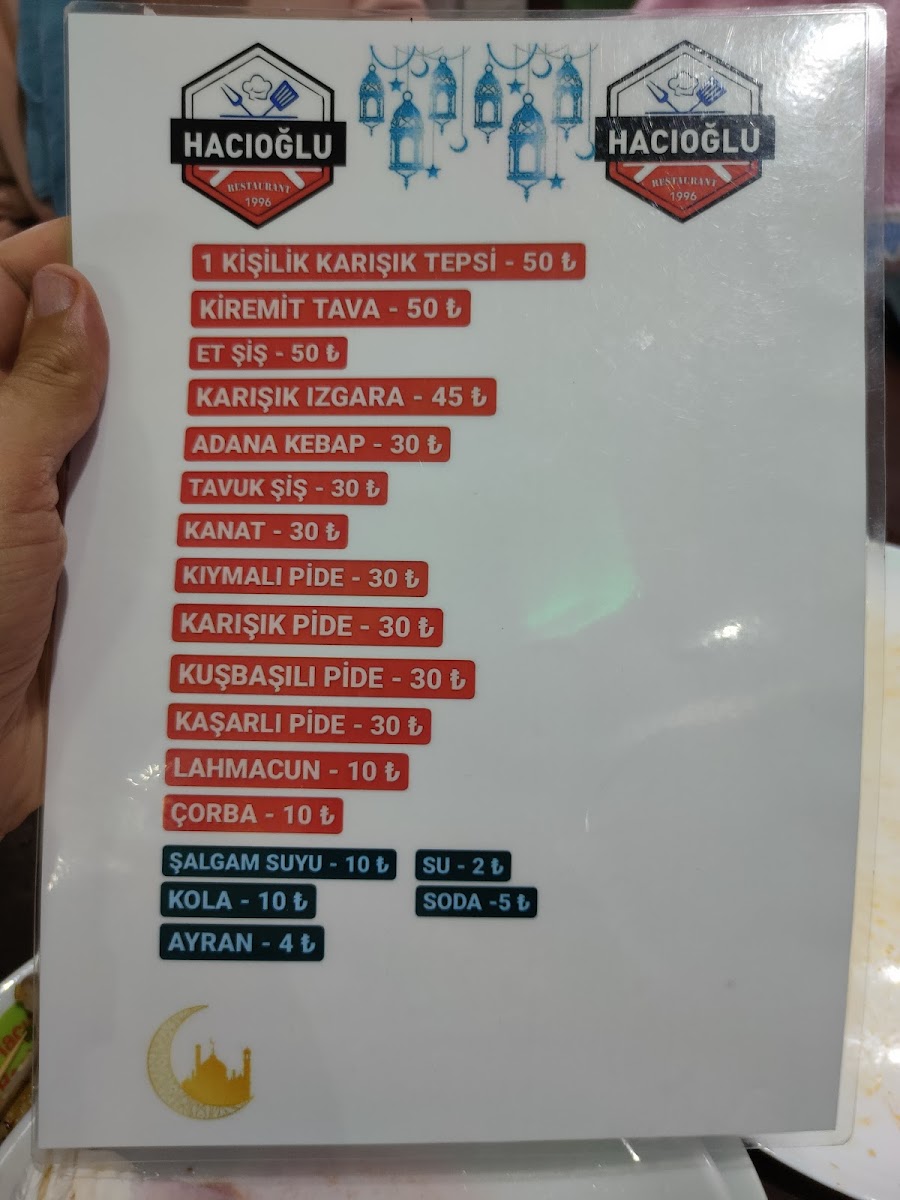 HACIOĞLU
RESTAURANT
1996
HACIOĞLU
RESTAURANT
1996
1 KİŞİLİK KARIŞIK TEPSİ - 50 ₺
KİREMİT TAVA - 50 ₺
ET ŞİŞ - 50 ₺
KARIŞIK IZGARA - 45 ₺
ADANA KEBAP - 30 ₺
TAVUK ŞİŞ - 30 ₺
KANAT - 30 ₺
KIYMALI PİDE - 30 ₺
KARIŞIK PİDE - 30 ₺
KUŞBAŞILI PİDE - 30 ₺
KAŞARLI PİDE - 30 ₺
LAHMACUN - 10 ₺
ÇORBA - 10 ₺
ŞALGAM SUYU - 10 ₺ SU - 2 ₺
KOLA - 10 ₺ SODA -5 ₺
AYRAN - 4 ₺